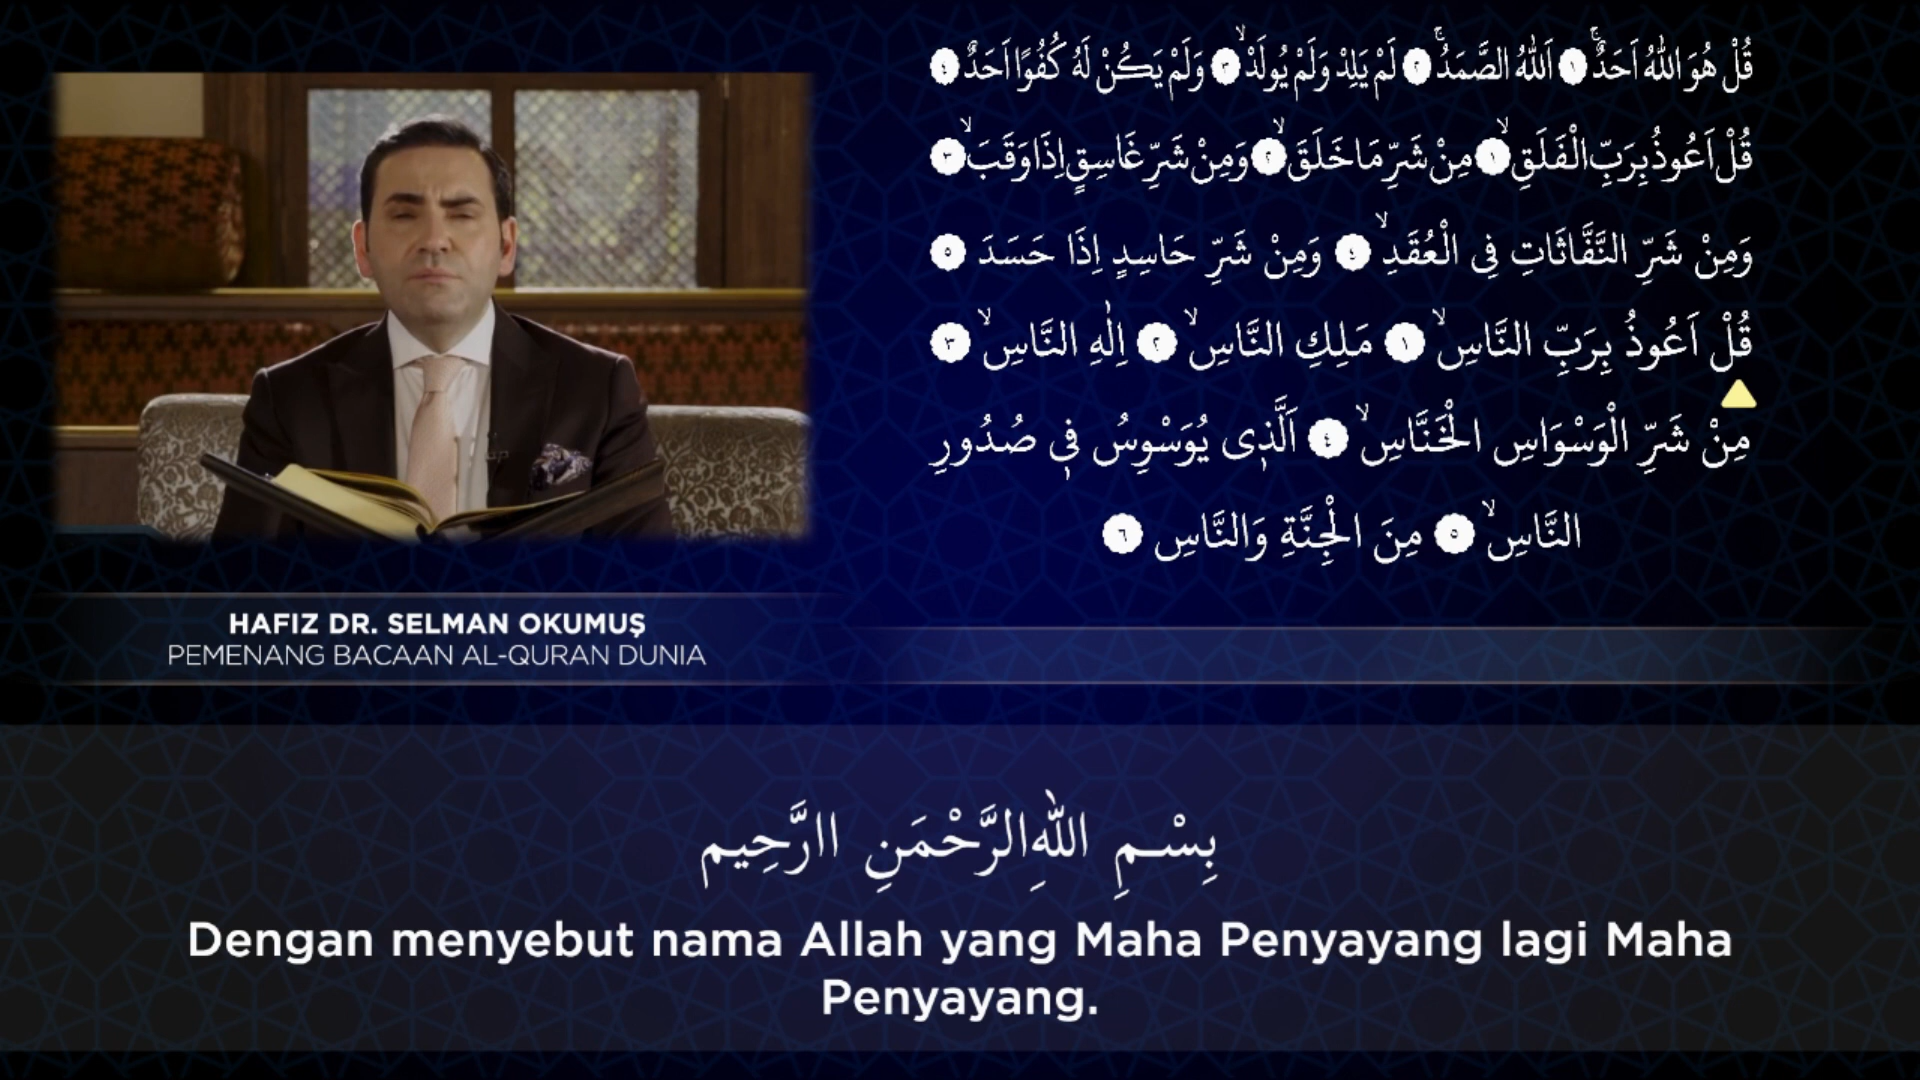 قُلْ هُوَ اللّٰهُ اَحَدٌۚ ١ اَللّٰهُ الصَّمَدُۚ ٢ لَمْ يَلِدْ وَلَمْ يُولَدْۙ ٣ وَلَمْ يَكُنْ لَهُ كُفُوًا اَحَدٌ ٤
قُلْ اَعُوذُ بِرَبِّ الْفَلَقِۙ ١ مِنْ شَرِّ مَا خَلَقَۙ ٢ وَمِنْ شَرِّ غَاسِقٍ اِذَا وَقَبَۙ ٣
وَمِنْ شَرِّ النَّفَّاثَاتِ فِي الْعُقَدِۙ ٤ وَمِنْ شَرِّ حَاسِدٍ اِذَا حَسَدَ ٥
قُلْ اَعُوذُ بِرَبِّ النَّاسِۙ ١ مَلِكِ النَّاسِۙ ٢ اِلٰهِ النَّاسِۙ ٣
مِنْ شَرِّ الْوَسْوَاسِ الْخَنَّاسِۙ ٤ اَلَّذٖى يُوَسْوِسُ فٖى صُدُورِ
النَّاسِۙ ٥ مِنَ الْجِنَّةِ وَالنَّاسِ ٦
HAFIZ DR. SELMAN OKUMUŞ
PEMENANG BACAAN AL-QURAN DUNIA
بِسْـمِ اللّٰهِ الرَّحْمَنِ اارَّحِيم
Dengan menyebut nama Allah yang Maha Penyayang lagi Maha
Penyayang.